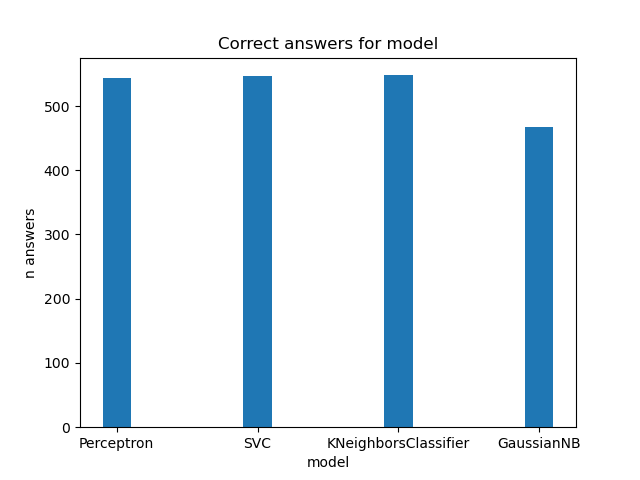 Correct answers for model
n answers
500
400
300
200
100
0
Perceptron SVC KNeighborsClassifier GaussianNB
model